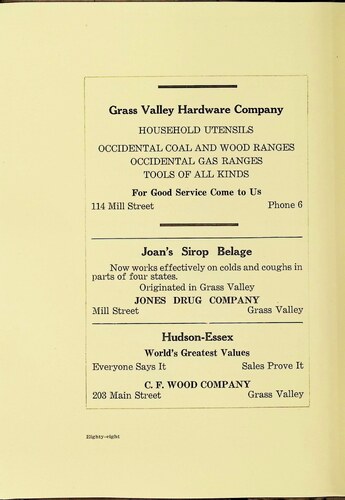 Grass Valley Hardware Company
HOUSEHOLD UTENSILS
OCCIDENTAL COAL AND WOOD RANGES
OCCIDENTAL GAS RANGES
TOOLS OF ALL KINDS
For Good Service Come to Us
114 Mill Street Phone 6
Joan's Sirop Belage
Now works effectively on colds and coughs in
parts of four states.
Originated in Grass Valley
JONES DRUG COMPANY
Mill Street Grass Valley
Hudson-Essex
World's Greatest Values
Everyone Says It Sales Prove It
C. F. WOOD COMPANY
203 Main Street Grass Valley
Eighty-eight